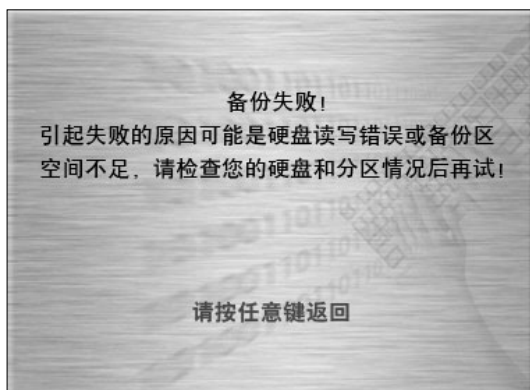 备份失败！
引起失败的原因可能是硬盘读写错误或备份区
空间不足，请检查您的硬盘和分区情况后再试！
请按任意键返回